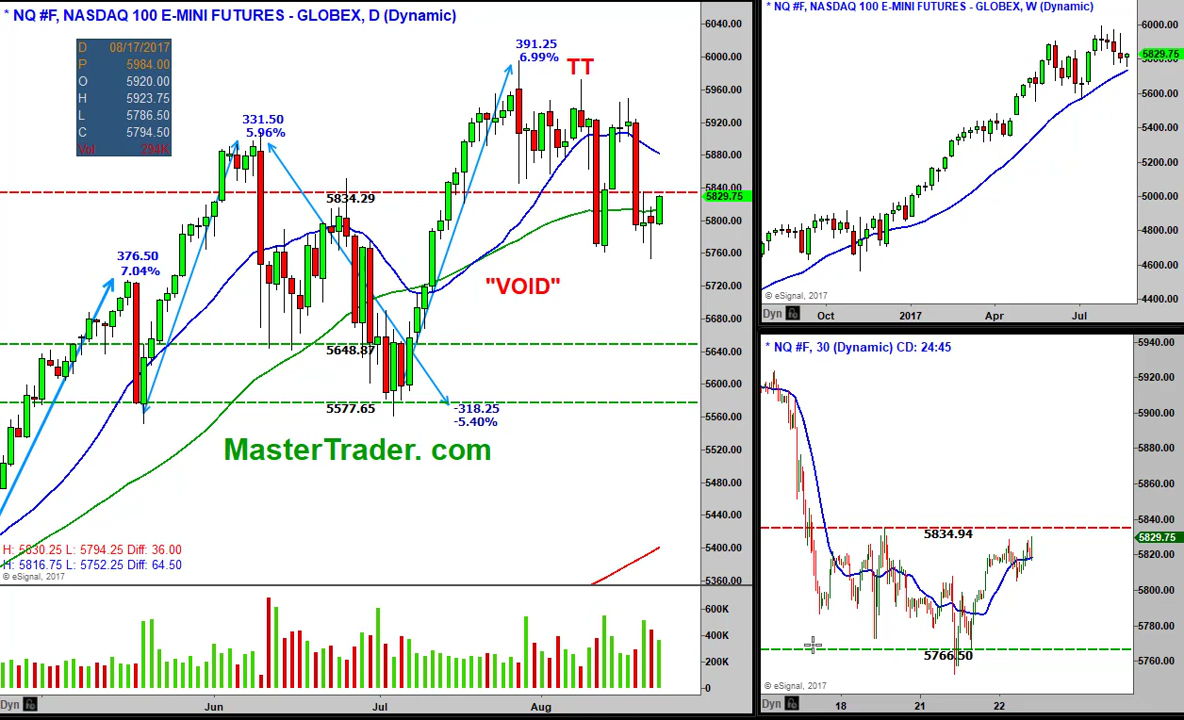 * NQ #F, NASDAQ 100 E-MINI FUTURES - GLOBEX, D (Dynamic)
D 08/17/2017
P 5984.00
O 5920.00
H 5923.75
L 5786.50
C 5794.50
Vol 294K
376.50
7.04%
331.50
5.96%
391.25
6.99%
TT
5834.29
"VOID"
5648.87
5577.65
-318.25
-5.40%
MasterTrader. com
H: 5830.25 L: 5794.25 Diff: 36.00
H: 5816.75 L: 5752.25 Diff: 64.50
© eSignal, 2017
6040.00
6000.00
5960.00
5920.00
5880.00
5840.00
5829.75
5800.00
5760.00
5720.00
5680.00
5640.00
5600.00
5560.00
5520.00
5480.00
5440.00
5400.00
5360.00
600K
400K
200K
0
Dyn
Jun
Jul
Aug
* NQ #F, NASDAQ 100 E-MINI FUTURES - GLOBEX, W (Dynamic)
6000.00
5829.75
5600.00
5400.00
5200.00
5000.00
4800.00
4600.00
4400.00
© eSignal, 2017
Dyn
Oct
2017
Apr
Jul
* NQ #F, 30 (Dynamic) CD: 24:45
5940.00
5920.00
5900.00
5880.00
5860.00
5840.00
5829.75
5820.00
5800.00
5780.00
5760.00
5834.94
5766.50
© eSignal, 2017
Dyn
18
21
22